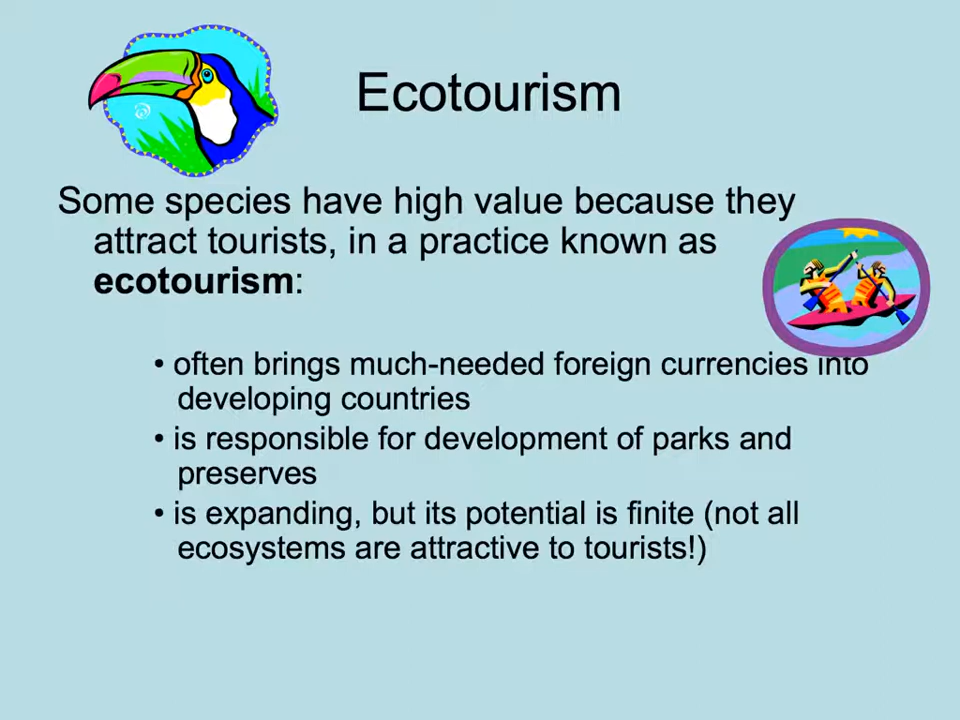 Ecotourism
Some species have high value because they
attract tourists, in a practice known as
ecotourism:
• often brings much-needed foreign currencies into
developing countries
• is responsible for development of parks and
preserves
• is expanding, but its potential is finite (not all
ecosystems are attractive to tourists!)